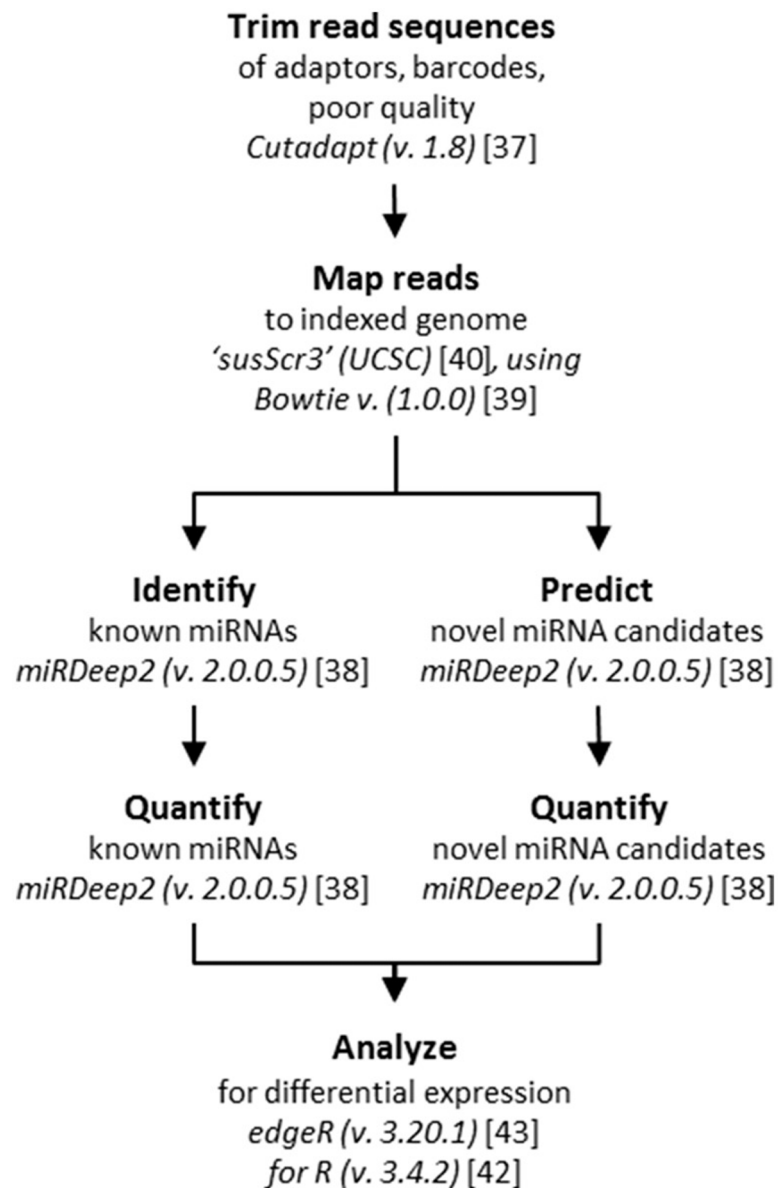 Trim read sequences
of adaptors, barcodes,
poor quality
Cutadapt (v. 1.8) [37]
Map reads
to indexed genome
‘susScr3’ (UCSC) [40], using
Bowtie v. (1.0.0) [39]
Identify
known miRNAs
miRDeep2 (v. 2.0.0.5) [38]
Predict
novel miRNA candidates
miRDeep2 (v. 2.0.0.5) [38]
Quantify
known miRNAs
miRDeep2 (v. 2.0.0.5) [38]
Quantify
novel miRNA candidates
miRDeep2 (v. 2.0.0.5) [38]
Analyze
for differential expression
edgeR (v. 3.20.1) [43]
for R (v. 3.4.2) [42]